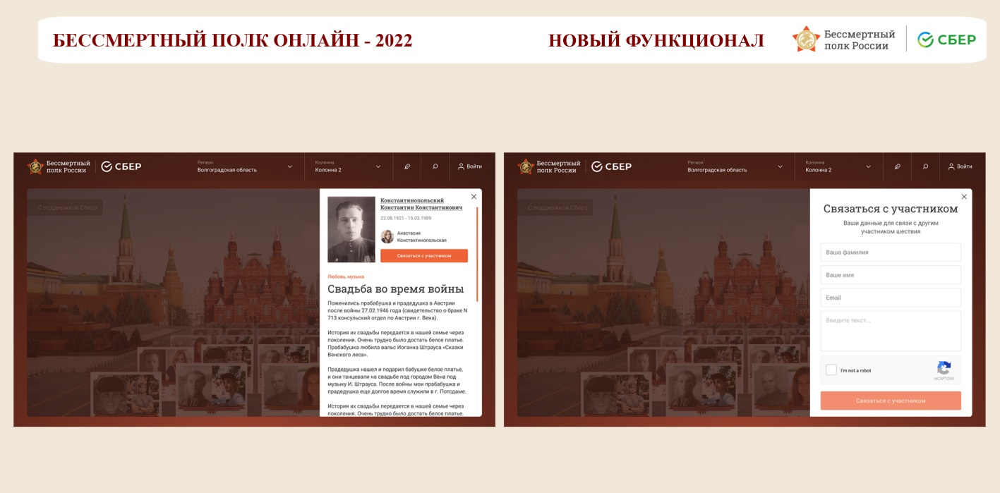 БЕССМЕРТНЫЙ ПОЛК ОНЛАЙН - 2022
НОВЫЙ ФУНКЦИОНАЛ
Бессмертный
полк России
СБЕР
Бессмертный
полк России
СБЕР
Регион
Волгоградская область
Колонна
Колонна 2
Войти
С поддержкой Сбера
Константинопольский
Константин Константинович
22.08.1921 - 15.03.1989
Анастасия
Константинопольская
Связаться с участником
Любовь, музыка
Свадьба во время войны
Поженились прабабушка и прадедушка в Австрии
после войны 27.02.1946 года (свидетельство о браке N
713 консульский отдел по Австрии г. Вена).
История их свадьбы передается в нашей семье через
поколения. Очень трудно было достать белое платье.
Прабабушка любила вальс Иоганна Штрауса «Сказки
Венского леса».
Прадедушка нашел и подарил бабушке белое платье,
и они танцевали на свадьбе под городом Вена под
музыку И. Штрауса. После войны мои прабабушка и
прадедушка еще долгое время служили в г. Потсдаме.
История их свадьбы передается в нашей семье через
поколения. Очень трудно было достать белое платье.
Бессмертный
полк России
СБЕР
Регион
Волгоградская область
Колонна
Колонна 2
Войти
С поддержкой Сбера
Связаться с участником
Ваши данные для связи с другим
участником шествия
Ваша фамилия
Ваше имя
Email
Введите текст...
I'm not a robot
reCAPTCHA
Связаться с участником